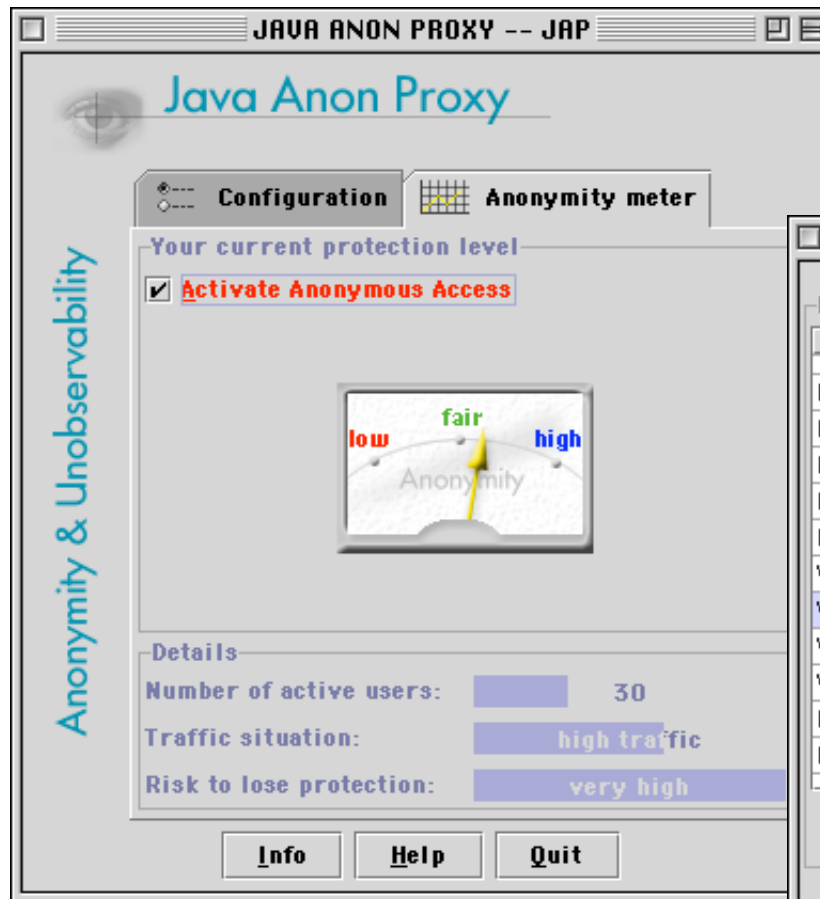 JAVA ANON PROXY -- JAP
Java Anon Proxy
Anonymity & Unobservability
Configuration
Anonymity meter
Your current protection level
Activate Anonymous Access
low
fair
high
Anonymity
Details
Number of active users: 30
Traffic situation: high traffic
Risk to lose protection: very high
Info Help Quit